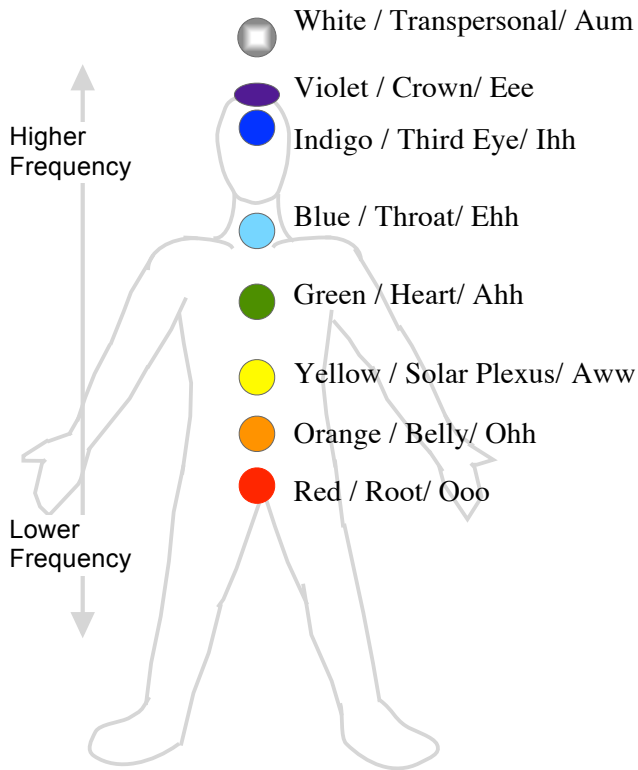 White / Transpersonal/ Aum
Violet / Crown/ Eee
Higher
Frequency
Indigo / Third Eye/ Ihh
Blue / Throat/ Ehh
Green / Heart/ Ahh
Yellow / Solar Plexus/ Aww
Orange / Belly/ Ohh
Red / Root/ Ooo
Lower
Frequency